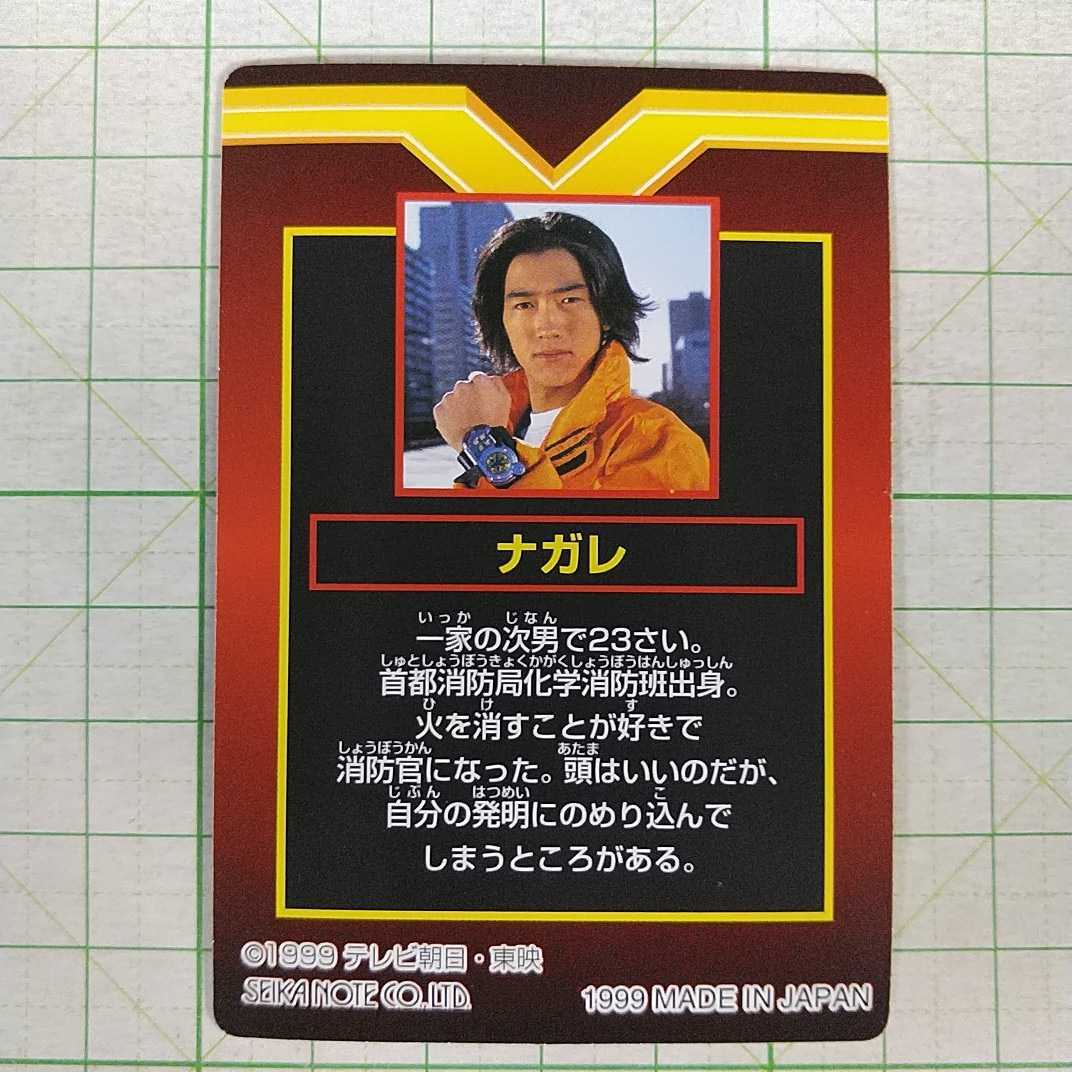 ナガレ
いっか じなん
一家の次男で23さい。
しゅとしょうぼうきょくかがくしょうぼうはんしゅっしん
首都消防局化学消防班出身。
ひ け す
火を消すことが好きで
しょうぼうかん あたま
消防官になった。頭はいいのだが、
じぶん はつめい こ
自分の発明にのめり込んで
しまうところがある。
©1999 テレビ朝日・東映
SEIKA NOTE CO.,LTD.
1999 MADE IN JAPAN